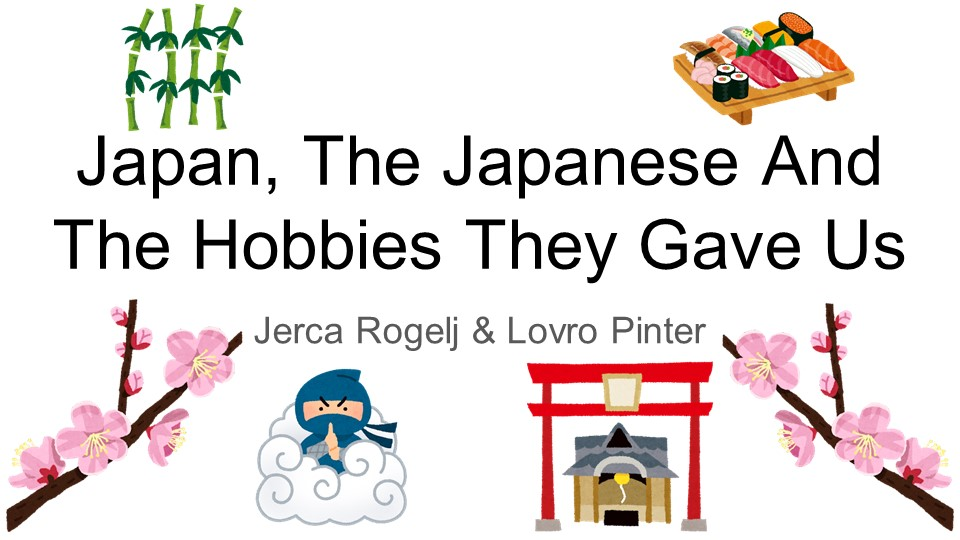 Japan, The Japanese And
The Hobbies They Gave Us
Jerca Rogelj & Lovro Pinter